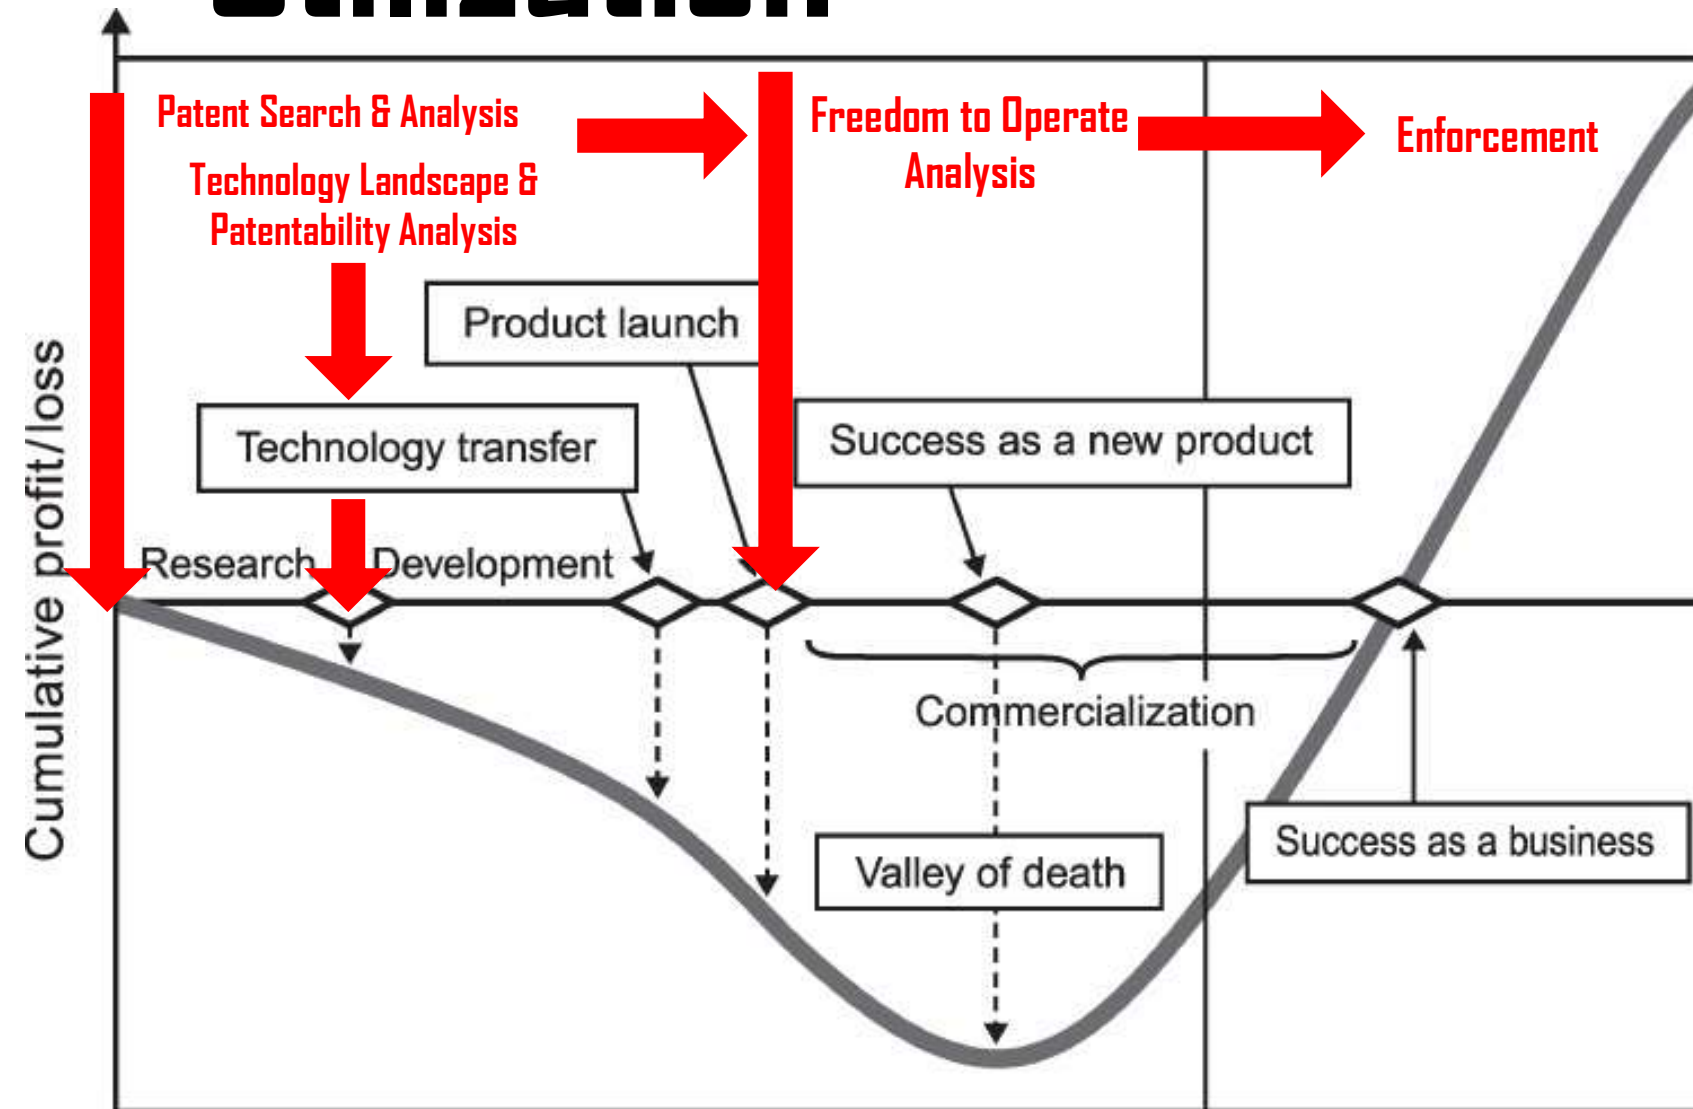 Utilization
Patent Search & Analysis
Technology Landscape &
Patentability Analysis
Freedom to Operate
Analysis
Enforcement
Product launch
Technology transfer
Success as a new product
Research
Development
Cumulative profit/loss
Commercialization
Valley of death
Success as a business